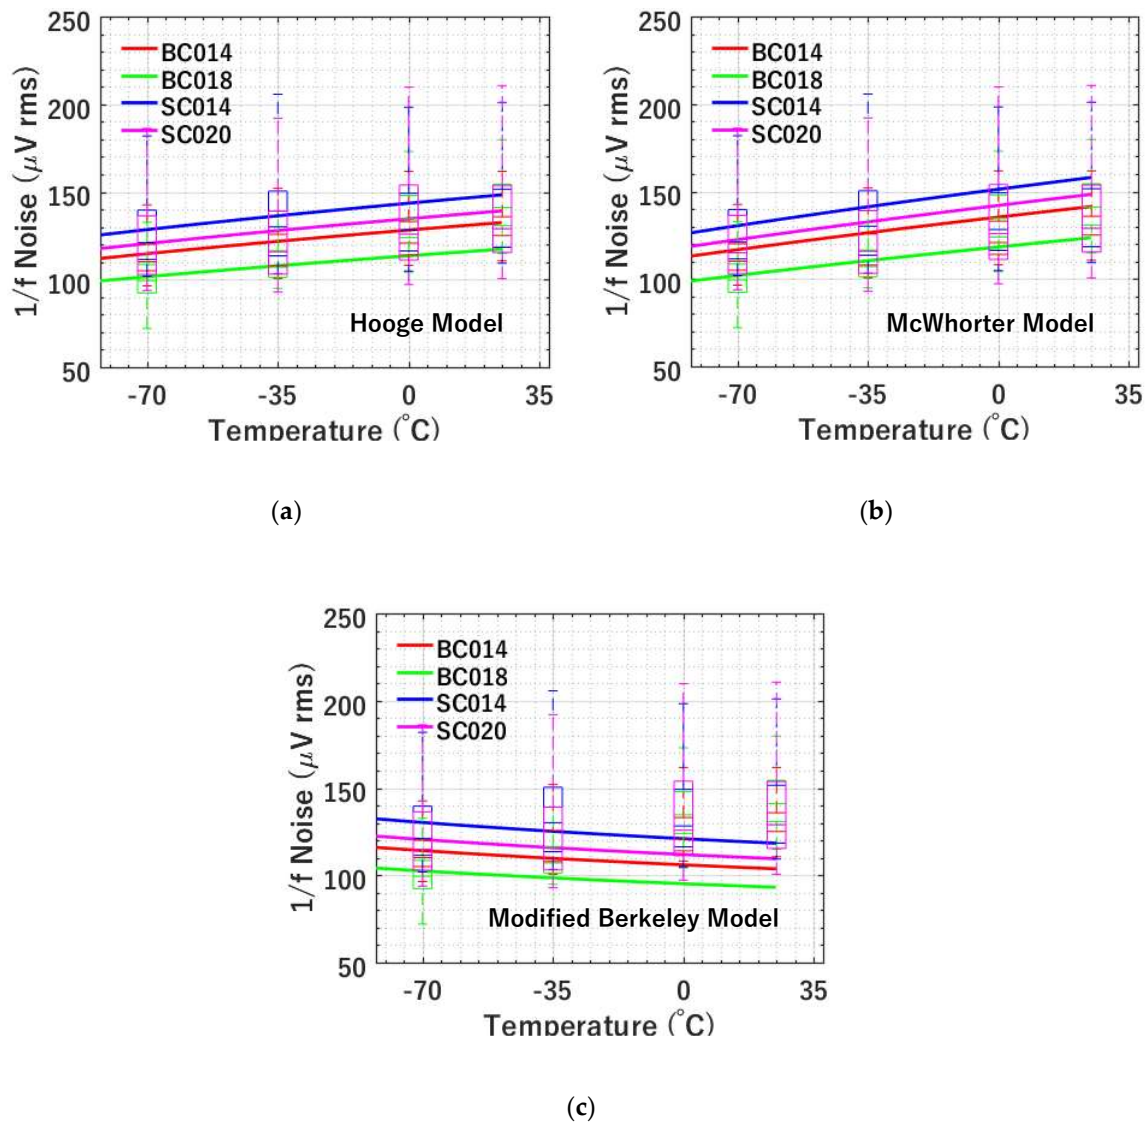 250
200
150
100
50
1/f Noise (μV rms)
BC014
BC018
SC014
SC020
Hooge Model
-70 -35 0 35
Temperature (°C)
250
200
150
100
50
1/f Noise (μV rms)
BC014
BC018
SC014
SC020
McWhorter Model
-70 -35 0 35
Temperature (°C)
(a)
(b)
250
200
150
100
50
1/f Noise (μV rms)
BC014
BC018
SC014
SC020
Modified Berkeley Model
-70 -35 0 35
Temperature (°C)
(c)